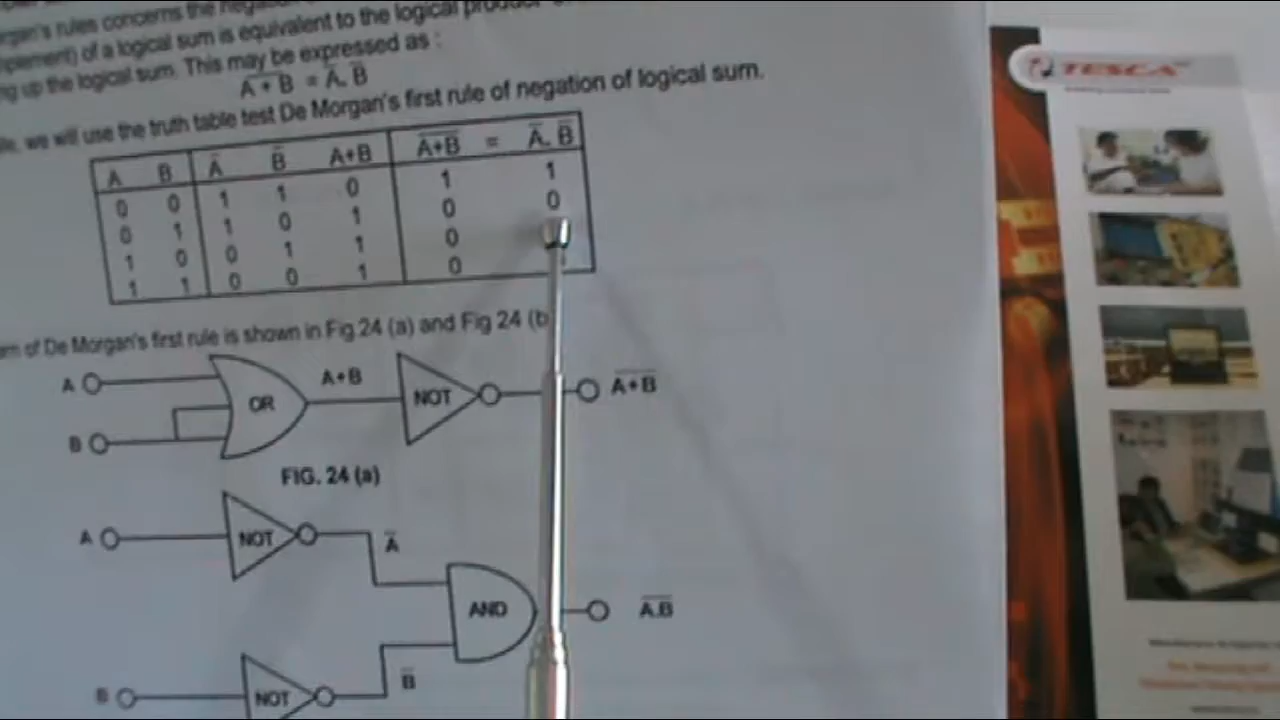 rules concerns the
of a logical sum is equivalent to the logical product
up the logical sum. This may be expressed as :
A̅+̅B̅ = A̅. B̅
we will use the truth table test De Morgan's first rule of negation of logical sum.
A B A̅ B̅ A+B A̅+̅B̅ = A̅. B̅
0 0 1 1 0 1 1
0 1 1 0 1 0 0
1 0 0 1 1 0
1 1 0 0 1 0
of De Morgan's first rule is shown in Fig 24 (a) and Fig 24 (b
A OR A+B NOT A̅+̅B̅
B
FIG. 24 (a)
A NOT A̅
AND A̅.̅B̅
B NOT B̅
TESCA